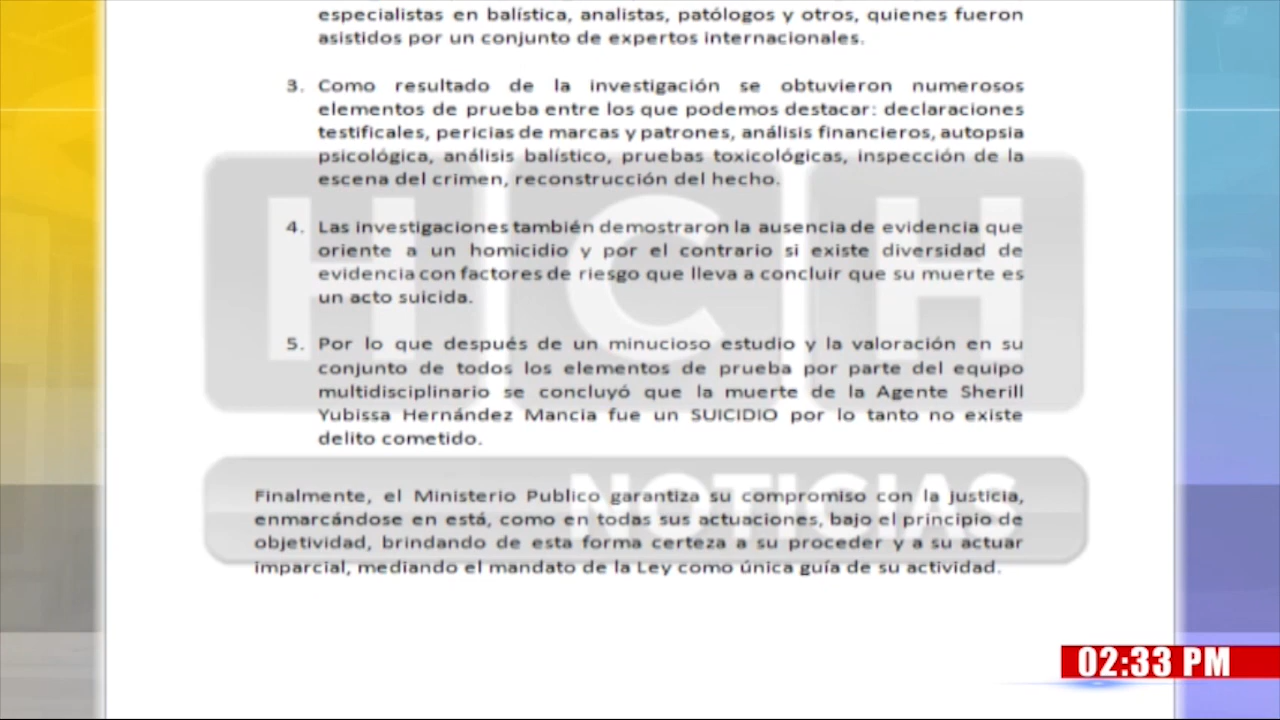 especialistas en balística, analistas, patólogos y otros, quienes fueron
asistidos por un conjunto de expertos internacionales.
3. Como resultado de la investigación se obtuvieron numerosos
elementos de prueba entre los que podemos destacar: declaraciones
testificales, pericias de marcas y patrones, análisis financieros, autopsia
psicológica, análisis balístico, pruebas toxicológicas, inspección de la
escena del crimen, reconstrucción del hecho.
4. Las investigaciones también demostraron la ausencia de evidencia que
oriente a un homicidio y por el contrario si existe diversidad de
evidencia con factores de riesgo que lleva a concluir que su muerte es
un acto suicida.
HCH
5. Por lo que después de un minucioso estudio y la valoración en su
conjunto de todos los elementos de prueba por parte del equipo
multidisciplinario se concluyó que la muerte de la Agente Sherill
Yubissa Hernández Mancia fue un SUICIDIO por lo tanto no existe
delito cometido.
NOTICIAS
Finalmente, el Ministerio Publico garantiza su compromiso con la justicia,
enmarcándose en está, como en todas sus actuaciones, bajo el principio de
objetividad, brindando de esta forma certeza a su proceder y a su actuar
imparcial, mediando el mandato de la Ley como única guía de su actividad.
02:33 PM